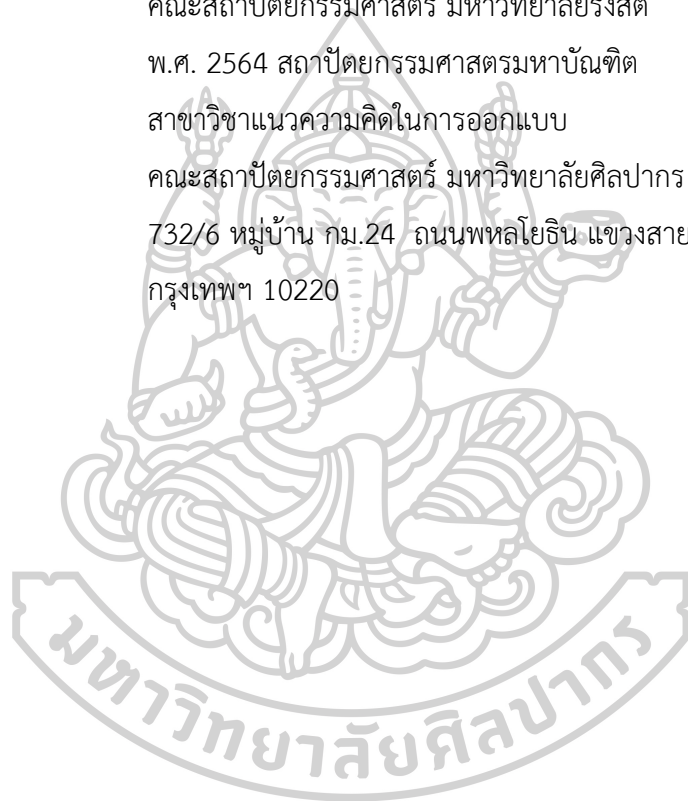 คณะสถาปัตยกรรมศาสตร์ มหาวิทยาลัยรังสิต
พ.ศ. 2564 สถาปัตยกรรมศาสตรมหาบัณฑิต
สาขาวิชาแนวความคิดในการออกแบบ
คณะสถาปัตยกรรมศาสตร์ มหาวิทยาลัยศิลปากร
732/6 หมู่บ้าน กม.24 ถนนพหลโยธิน แขวงสาย
กรุงเทพฯ 10220
มหาวิทยาลัยศิลปากร